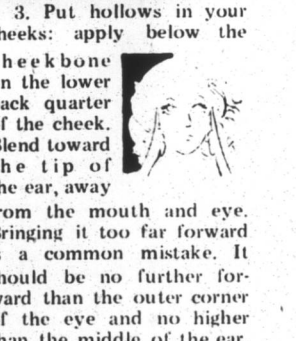 3. Put hollows in your
heeks: apply below the
heekbone
n the lower
ack quarter
f the cheek.
lend toward
he tip of
he ear, away
rom the mouth and eye.
ringing it too far forward
a common mistake. It
hould be no further for-
ward than the outer corner
f the eye and no higher
han the middle of the ear.